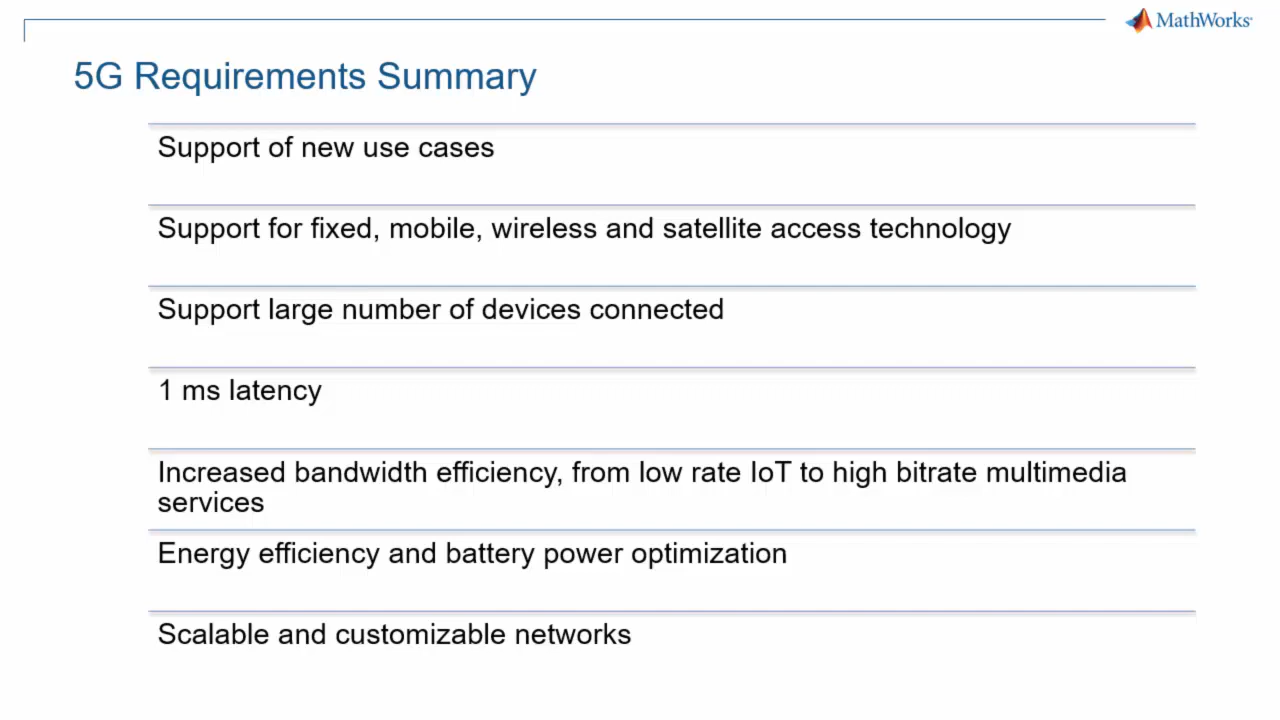 MathWorks
5G Requirements Summary
Support of new use cases
Support for fixed, mobile, wireless and satellite access technology
Support large number of devices connected
1 ms latency
Increased bandwidth efficiency, from low rate IoT to high bitrate multimedia
services
Energy efficiency and battery power optimization
Scalable and customizable networks